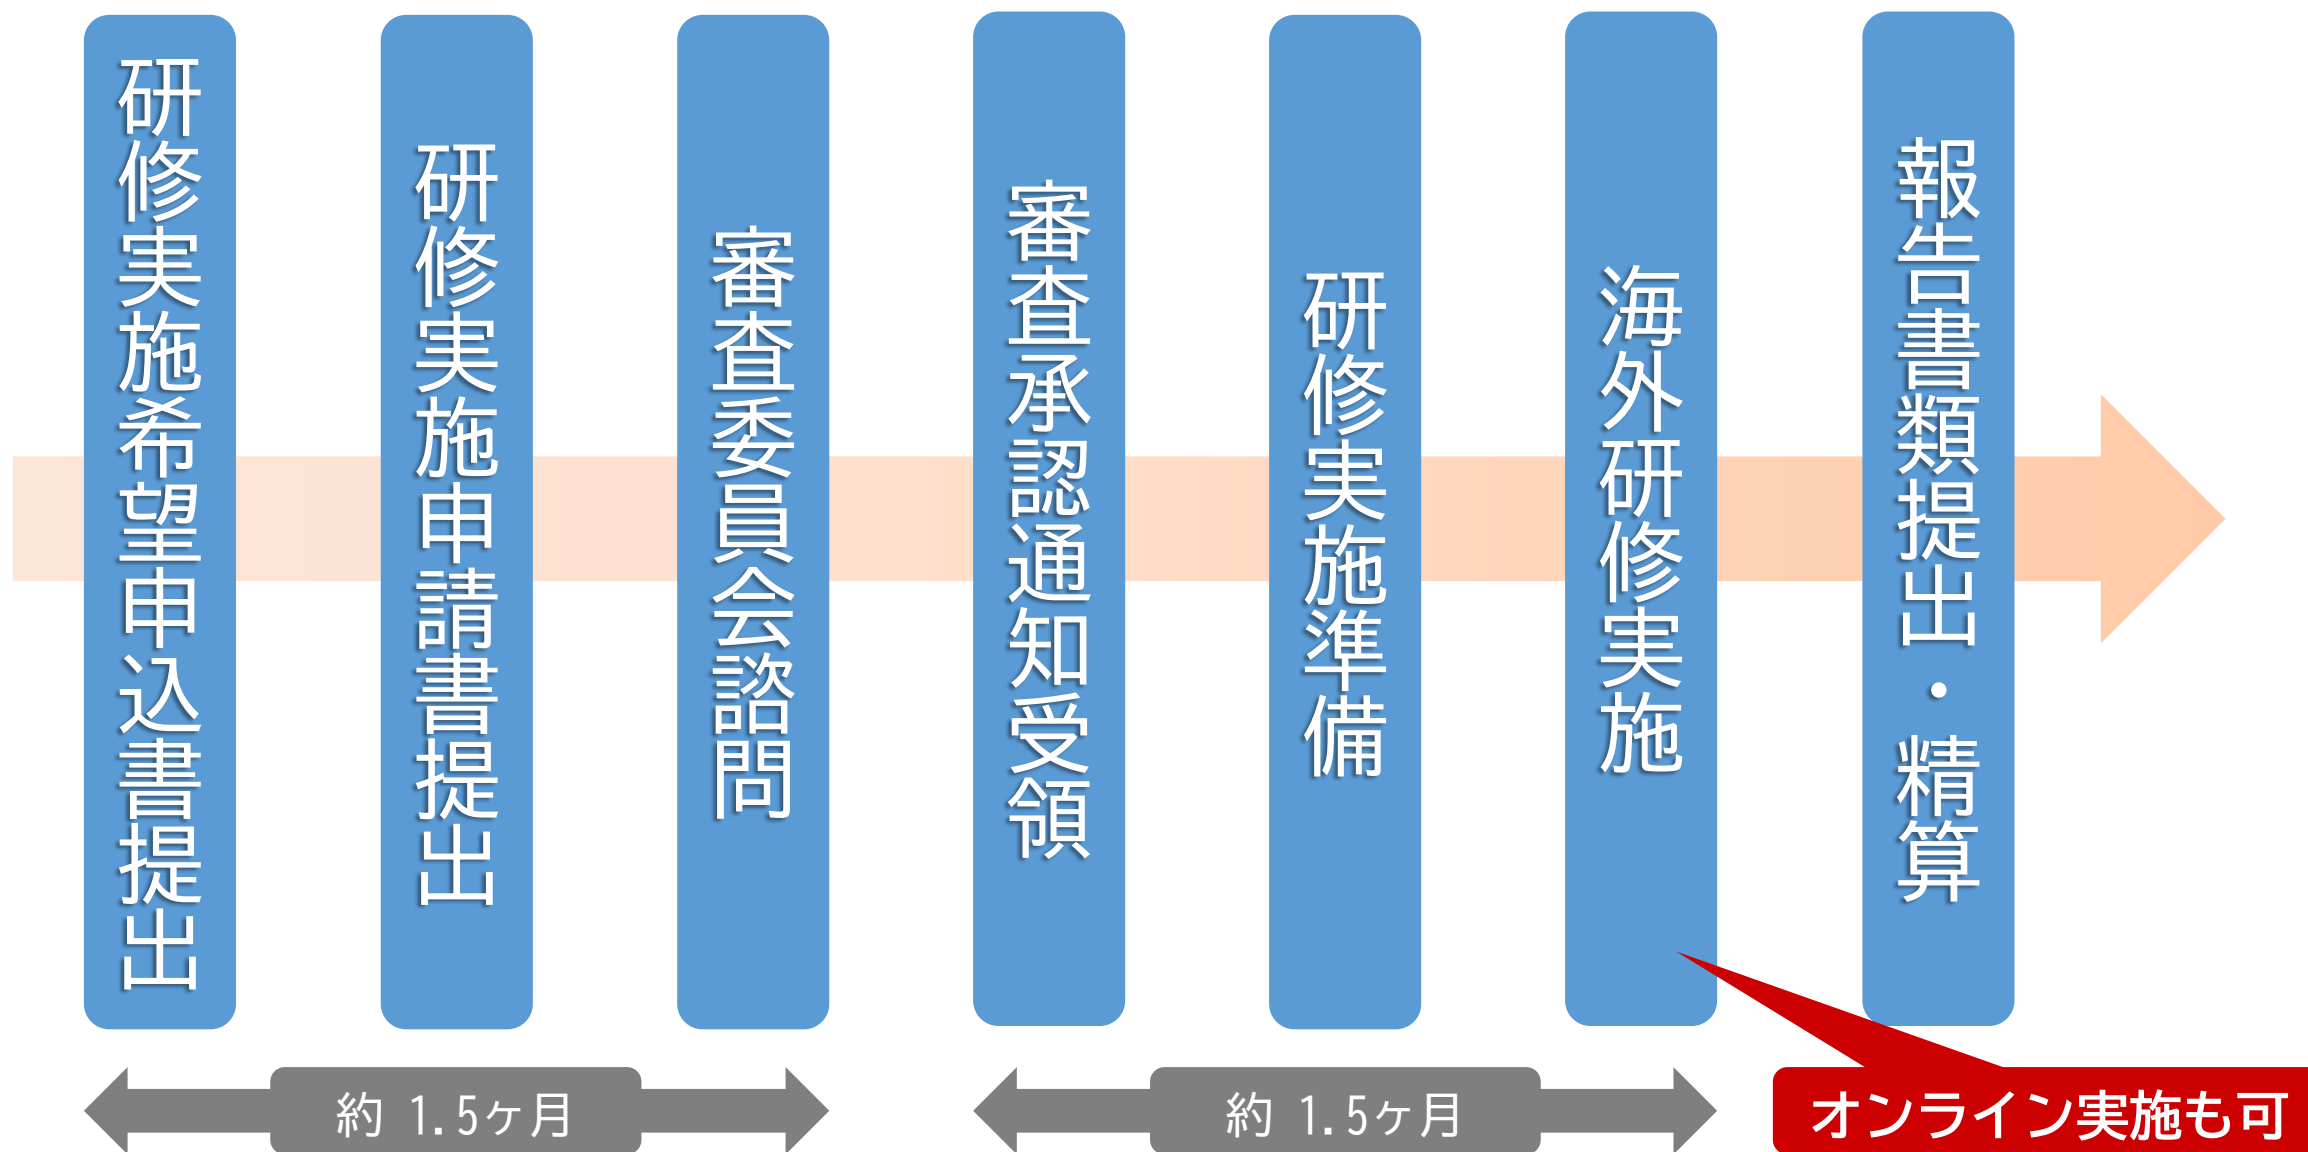 研修実施希望申込書提出
研修実施申請書提出
審査委員会諮問
審査承認通知受領
研修実施準備
海外研修実施
報告書類提出・精算
約 1.5ヶ月
約 1.5ヶ月
オンライン実施も可